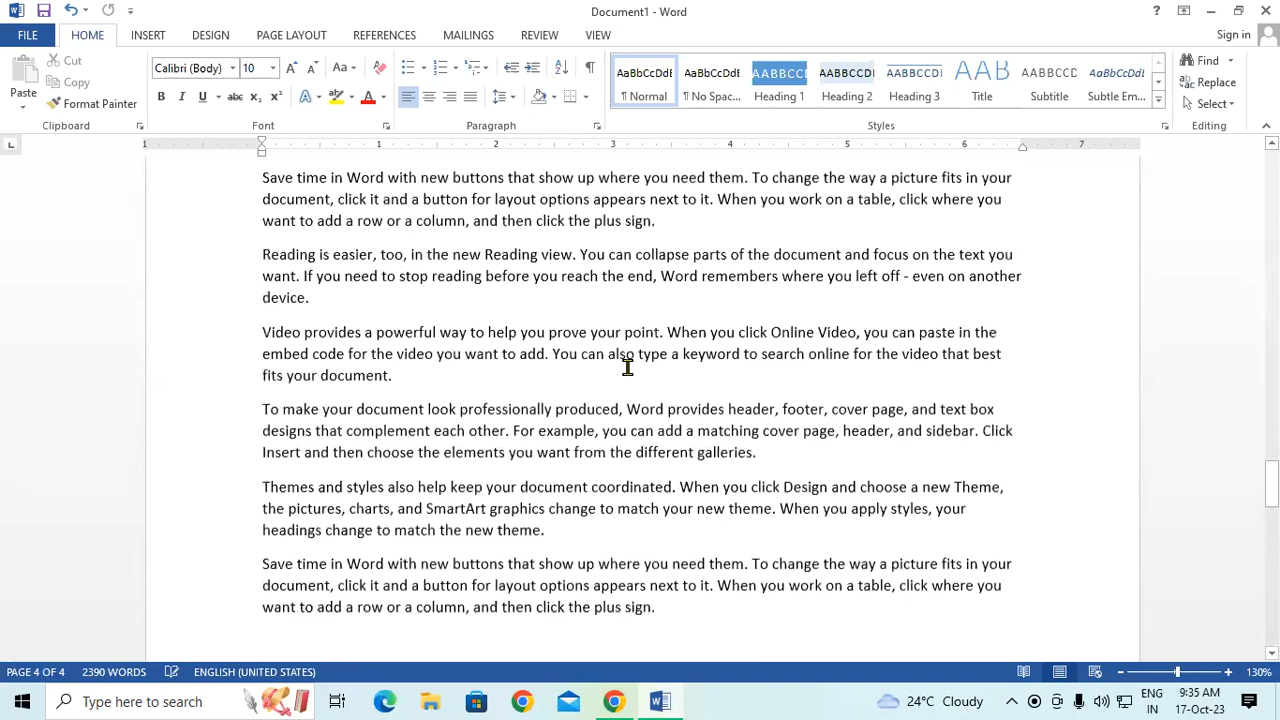 Document1 - Word
Sign in
FILE HOME INSERT DESIGN PAGE LAYOUT REFERENCES MAILINGS REVIEW VIEW
Paste
Cut
Copy
Format Painter
Clipboard
Calibri (Body) 10
Font
Paragraph
AaBbCcDdE AaBbCcDd AABBCC AABBCCDE AABBCCDE AAB AABBCCDD AaBbCcDdE
¶ Normal ¶ No Spac... Heading 1 Heading 2 Heading 3 Title Subtitle Subtle Em...
Styles
Find
Replace
Select
Editing
1 1 2 3 4 5 6 7
Save time in Word with new buttons that show up where you need them. To change the way a picture fits in your
document, click it and a button for layout options appears next to it. When you work on a table, click where you
want to add a row or a column, and then click the plus sign.
Reading is easier, too, in the new Reading view. You can collapse parts of the document and focus on the text you
want. If you need to stop reading before you reach the end, Word remembers where you left off - even on another
device.
Video provides a powerful way to help you prove your point. When you click Online Video, you can paste in the
embed code for the video you want to add. You can also type a keyword to search online for the video that best
fits your document.
To make your document look professionally produced, Word provides header, footer, cover page, and text box
designs that complement each other. For example, you can add a matching cover page, header, and sidebar. Click
Insert and then choose the elements you want from the different galleries.
Themes and styles also help keep your document coordinated. When you click Design and choose a new Theme,
the pictures, charts, and SmartArt graphics change to match your new theme. When you apply styles, your
headings change to match the new theme.
Save time in Word with new buttons that show up where you need them. To change the way a picture fits in your
document, click it and a button for layout options appears next to it. When you work on a table, click where you
want to add a row or a column, and then click the plus sign.
PAGE 4 OF 4 2390 WORDS ENGLISH (UNITED STATES) 130%
Type here to search
24°C Cloudy
ENG
IN
9:35 AM
17-Oct-23